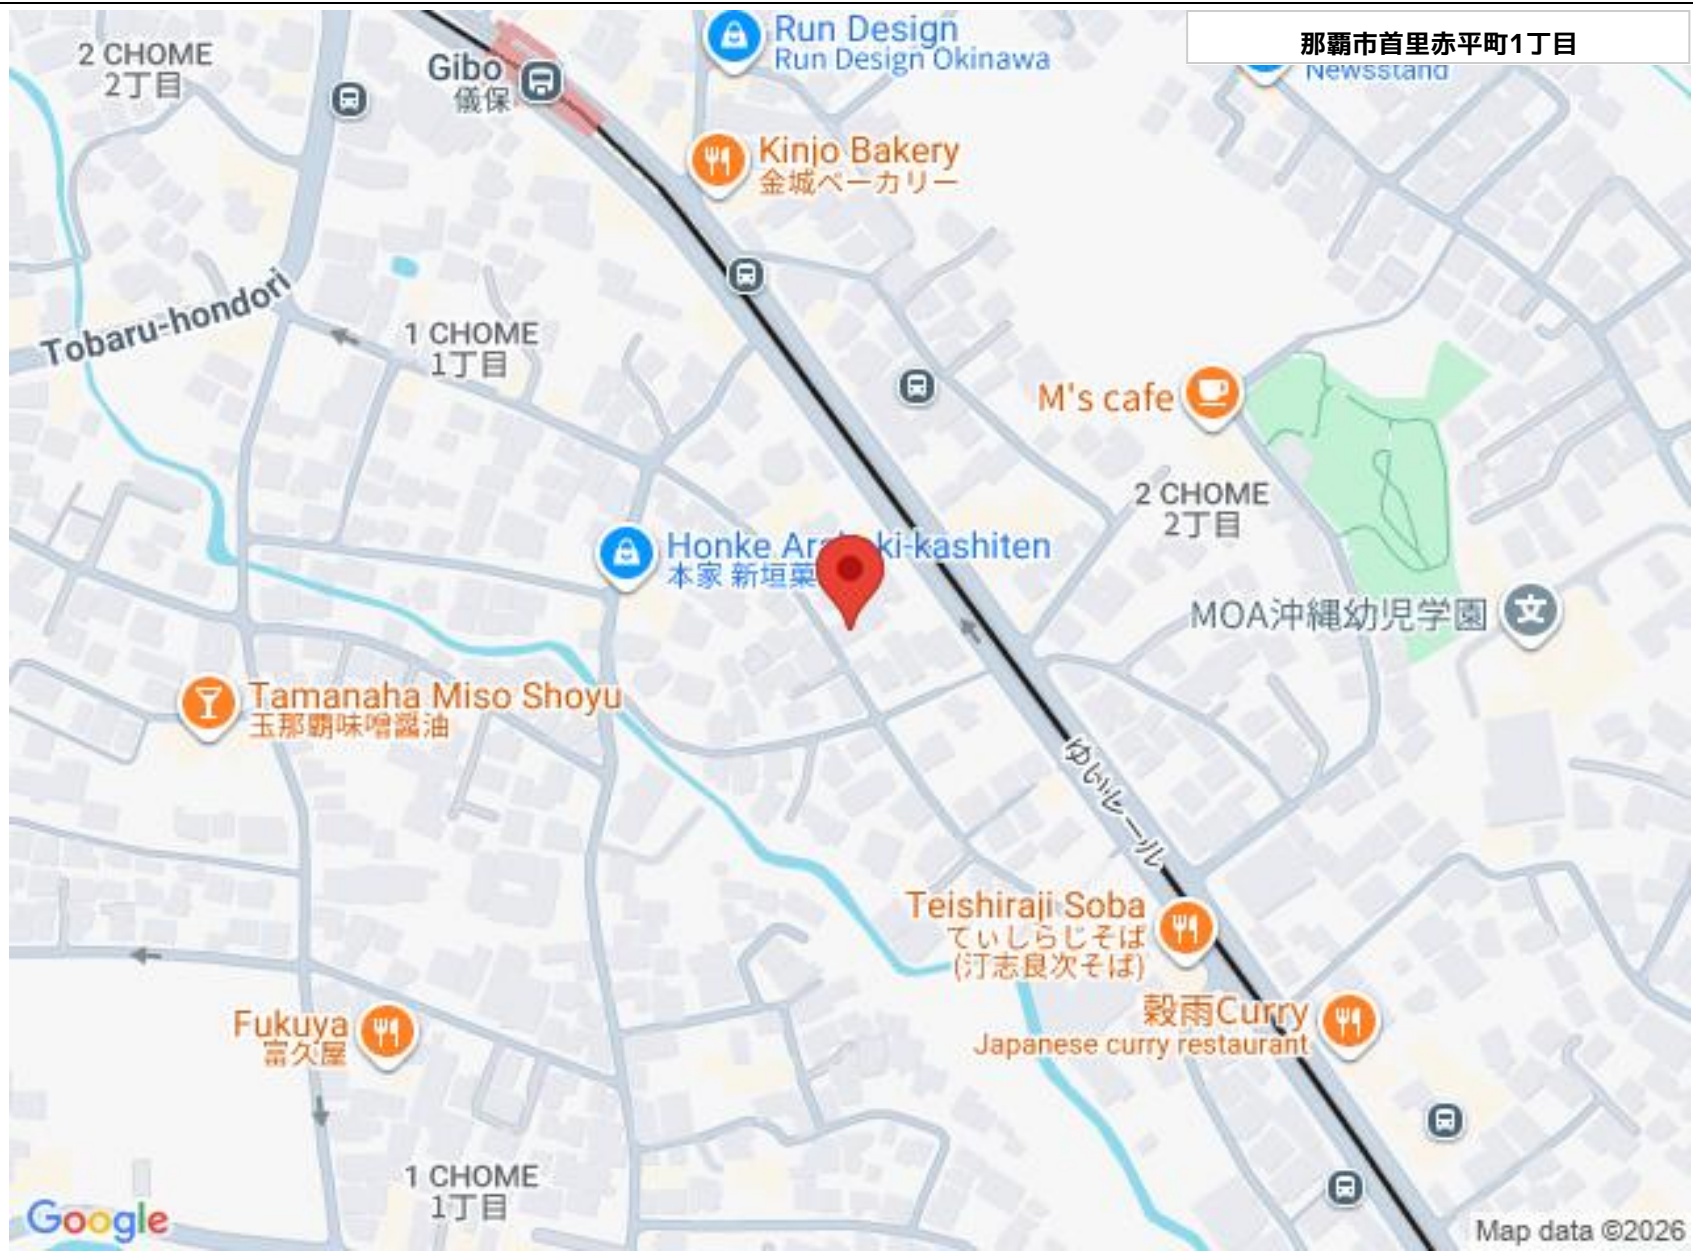 那覇市首里赤平町1丁目
2 CHOME
2丁目
Gibo
儀保
Run Design
Run Design Okinawa
Newsstand
Kinjo Bakery
金城ベーカリー
Tobaru-hondori
1 CHOME
1丁目
M's cafe
2 CHOME
2丁目
Honke Ar ki-kashiten
本家 新垣菓
MOA沖縄幼児学園
Tamanaha Miso Shoyu
玉那覇味噌醤油
ゆいレール
Teishiraji Soba
てぃしらじそば
(汀志良次そば)
穀雨Curry
Japanese curry restaurant
Fukuya
富久屋
1 CHOME
1丁目
Google
Map data ©2026